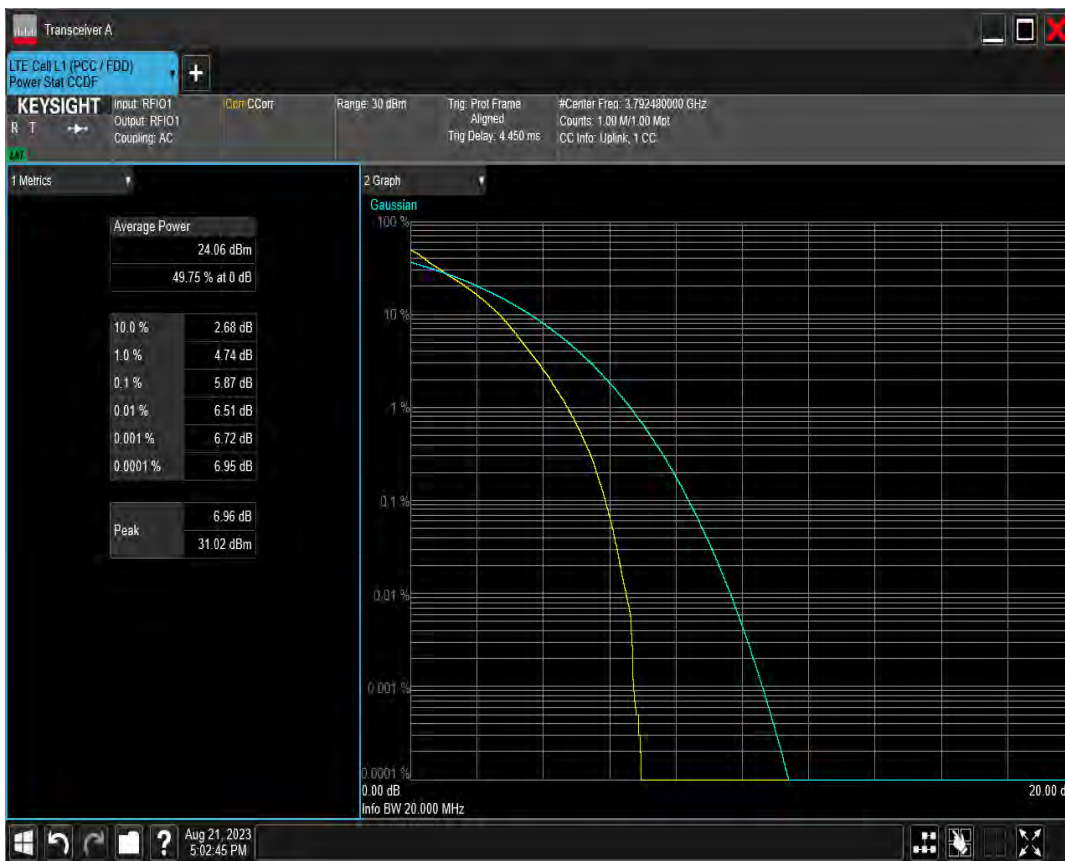 Transceiver A
LTE Cell L1 (PCC / FDD)
Power Stat CCDF
+
KEYSIGHT
R T
LXI
Input: RFIO1
Output: RFIO1
Coupling: AC
Corr CCorr
Range: 30 dBm
Trig: Prot Frame
Aligned
Trig Delay: 4.450 ms
#Center Freq: 3.792480000 GHz
Counts: 1.00 M/1.00 Mpt
CC Info: Uplink, 1 CC
1 Metrics
Average Power
24.06 dBm
49.75 % at 0 dB
10.0 % 2.68 dB
1.0 % 4.74 dB
0.1 % 5.87 dB
0.01 % 6.51 dB
0.001 % 6.72 dB
0.0001 % 6.95 dB
Peak
6.96 dB
31.02 dBm
2 Graph
Gaussian
100 %
10 %
1 %
0.1 %
0.01 %
0.001 %
0.0001 %
0.00 dB
20.00 d
Info BW 20.000 MHz
?
Aug 21, 2023
5:02:45 PM